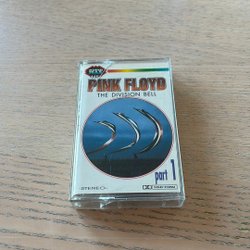 PINK FLOYD
THE DIVISION BELL
part 1
STEREO